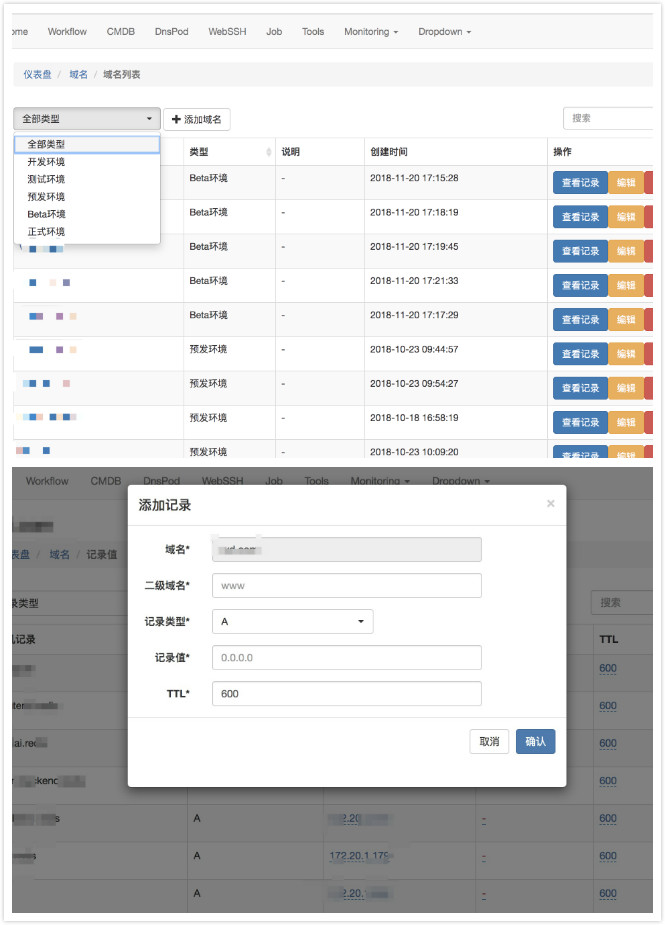 ome Workflow CMDB DnsPod WebSSH Job Tools Monitoring Dropdown
仪表盘 / 域名 / 域名列表
全部类型 添加域名 搜索
全部类型
开发环境
测试环境
预发环境
Beta环境
正式环境
类型 说明 创建时间 操作
Beta环境 - 2018-11-20 17:15:28 查看记录 编辑
Beta环境 - 2018-11-20 17:18:19 查看记录 编辑
Beta环境 - 2018-11-20 17:19:45 查看记录 编辑
Beta环境 - 2018-11-20 17:21:33 查看记录 编辑
Beta环境 - 2018-11-20 17:17:29 查看记录 编辑
预发环境 - 2018-10-23 09:44:57 查看记录 编辑
预发环境 - 2018-10-23 09:54:27 查看记录 编辑
预发环境 - 2018-10-18 16:58:19 查看记录 编辑
预发环境 - 2018-10-23 10:09:20 查看记录 编辑
Workflow CMDB DnsPod WebSSH Job Tools Monitoring Dropdown
表盘 / 域名 / 记录值
录类型 搜索
添加记录 ×
域名*
二级域名* www
记录类型* A
记录值* 0.0.0.0
TTL* 600
取消 确认
记录 TTL
600
600
600
600
A - 600
A 172.20.1.179 - 600
A - 600